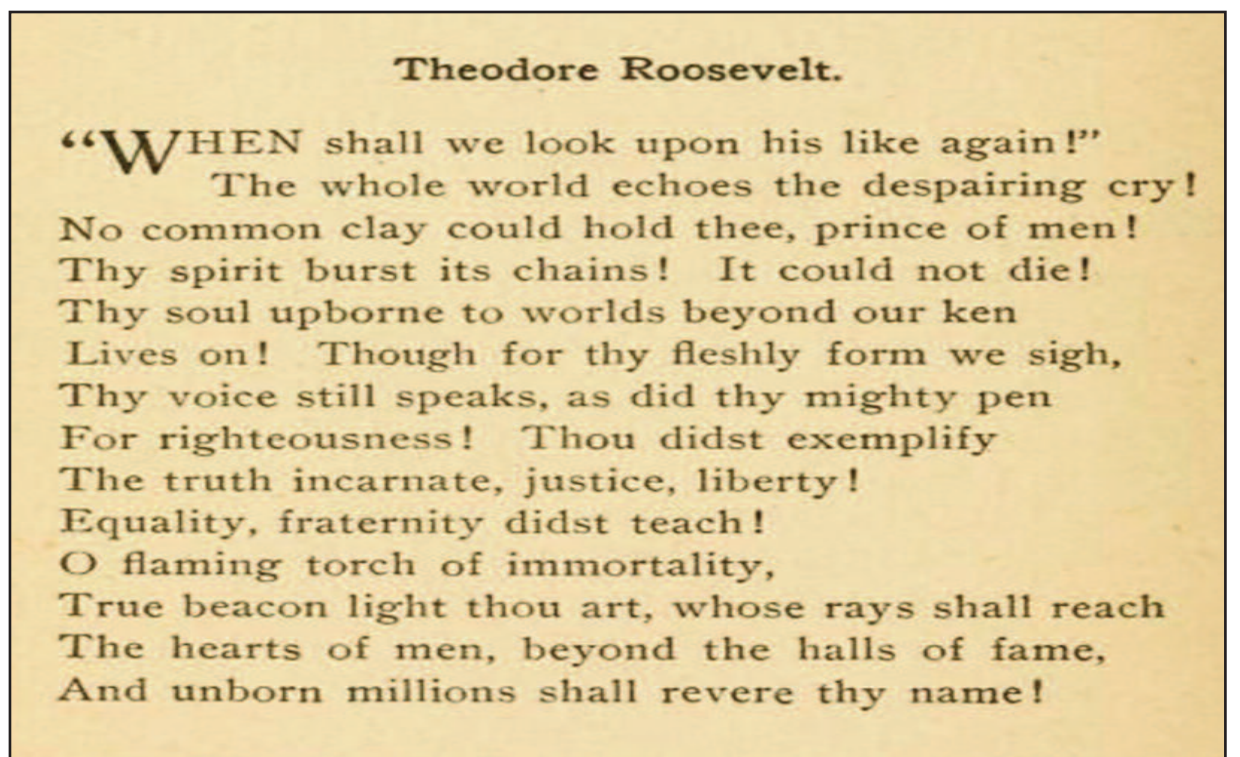 Theodore Roosevelt.
“WHEN shall we look upon his like again!”
The whole world echoes the despairing cry!
No common clay could hold thee, prince of men!
Thy spirit burst its chains! It could not die!
Thy soul upborne to worlds beyond our ken
Lives on! Though for thy fleshly form we sigh,
Thy voice still speaks, as did thy mighty pen
For righteousness! Thou didst exemplify
The truth incarnate, justice, liberty!
Equality, fraternity didst teach!
O flaming torch of immortality,
True beacon light thou art, whose rays shall reach
The hearts of men, beyond the halls of fame,
And unborn millions shall revere thy name!